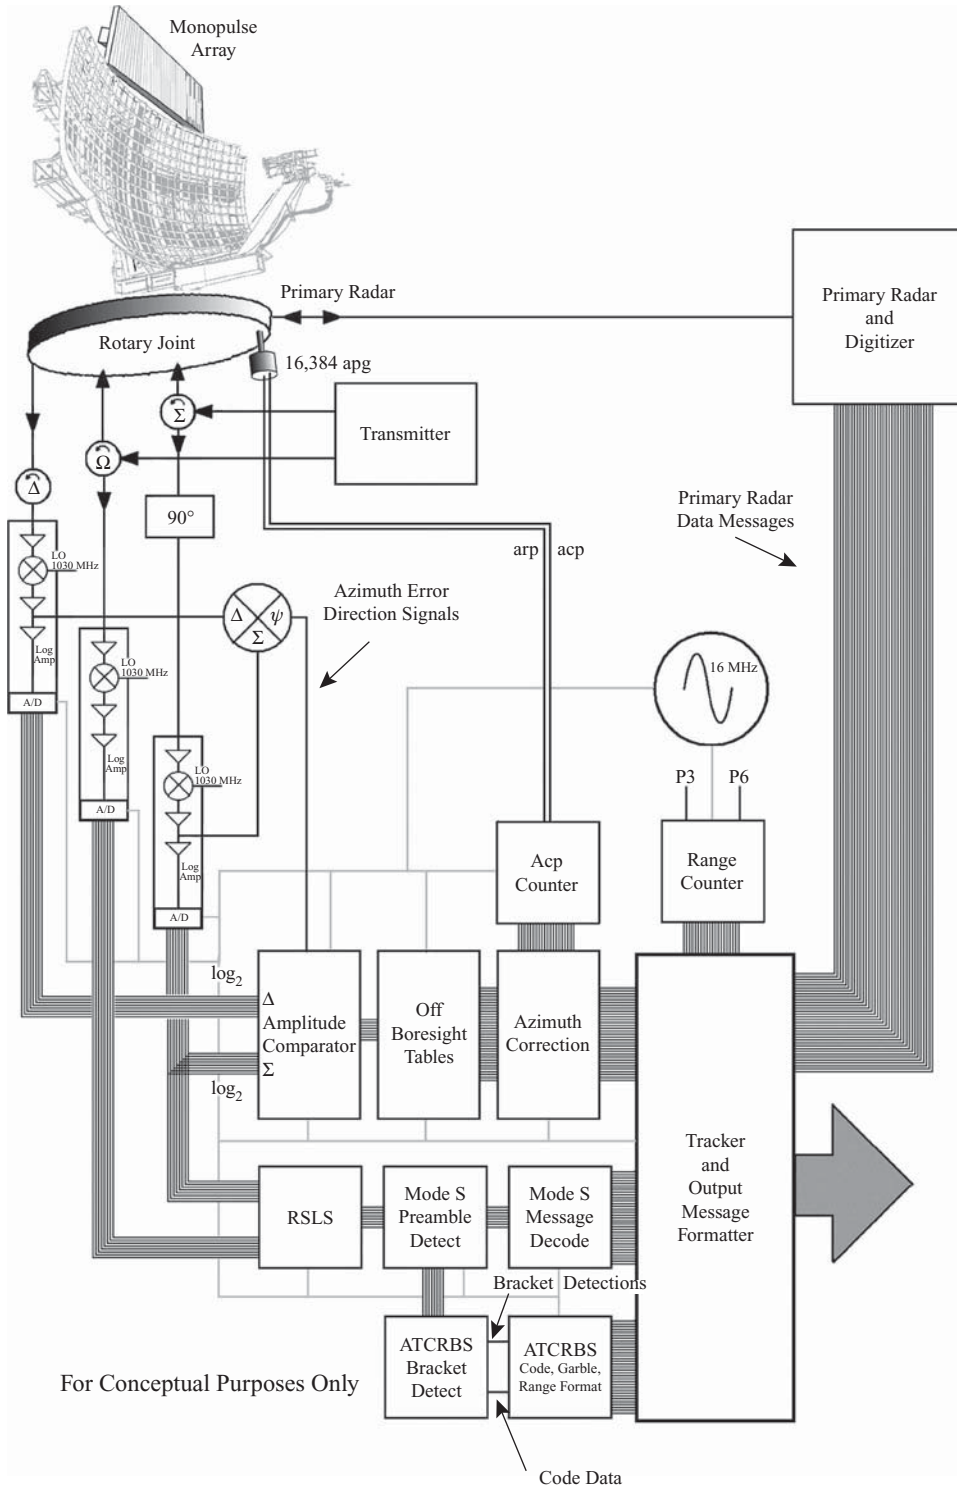 Monopulse
Array
Primary Radar
Rotary Joint
16,384 apg
Primary Radar
and
Digitizer
Σ
Transmitter
Ω
Δ
90°
Primary Radar
Data Messages
arp
acp
LO
1030 MHz
Azimuth Error
Direction Signals
Δ
ψ
Σ
Log
Amp
LO
1030 MHz
16 MHz
A/D
Log
Amp
LO
1030 MHz
P3
P6
A/D
Acp
Counter
Range
Counter
Log
Amp
A/D
log2
Δ
Amplitude
Comparator
Σ
log2
Off
Boresight
Tables
Azimuth
Correction
Tracker
and
Output
Message
Formatter
RSLS
Mode S
Preamble
Detect
Mode S
Message
Decode
Bracket Detections
ATCRBS
Bracket
Detect
ATCRBS
Code, Garble,
Range Format
For Conceptual Purposes Only
Code Data